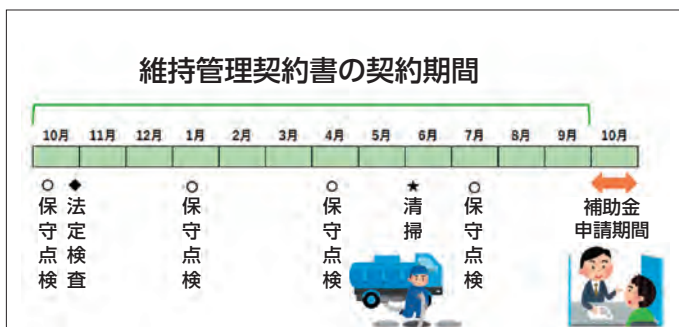 維持管理契約書の契約期間
10月 11月 12月 1月 2月 3月 4月 5月 6月 7月 8月 9月 10月
○ ◆ ○ ○ ★ ○
保守点検
法定検査
保守点検
保守点検
清掃
保守点検
補助金
申請期間